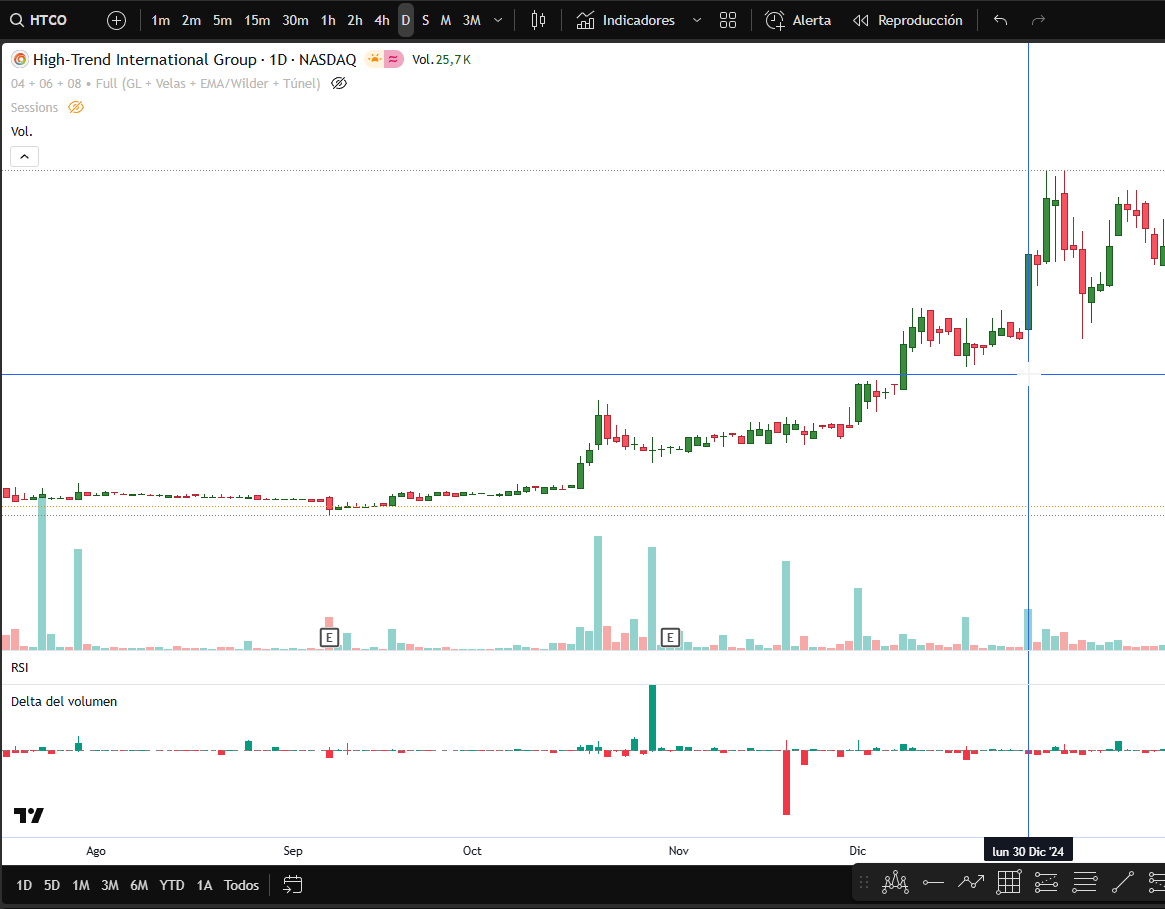 HTCO 1m 2m 5m 15m 30m 1h 2h 4h D S M 3M Indicadores Alerta Reproducción
High-Trend International Group · 1D · NASDAQ Vol. 25,7 K
04 + 06 + 08 • Full (GL + Velas + EMA/Wilder + Túnel)
Sessions
Vol.
E E
RSI
Delta del volumen
Ago Sep Oct Nov Dic lun 30 Dic '24
1D 5D 1M 3M 6M YTD 1A Todos